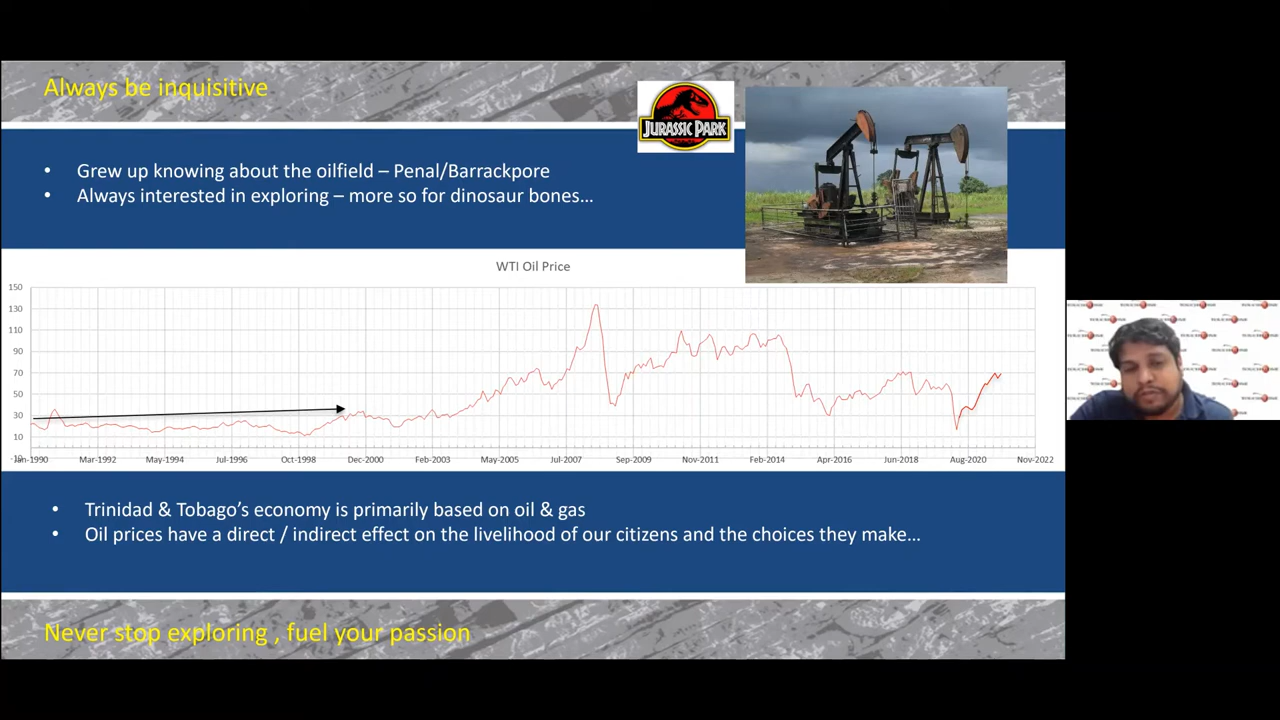 Always be inquisitive
JURASSIC PARK
• Grew up knowing about the oilfield – Penal/Barrackpore
• Always interested in exploring – more so for dinosaur bones…
WTI Oil Price
150
130
110
90
70
50
30
10
-10
Jan-1990 Mar-1992 May-1994 Jul-1996 Oct-1998 Dec-2000 Feb-2003 May-2005 Jul-2007 Sep-2009 Nov-2011 Feb-2014 Apr-2016 Jun-2018 Aug-2020 Nov-2022
• Trinidad & Tobago’s economy is primarily based on oil & gas
• Oil prices have a direct / indirect effect on the livelihood of our citizens and the choices they make…
Never stop exploring , fuel your passion